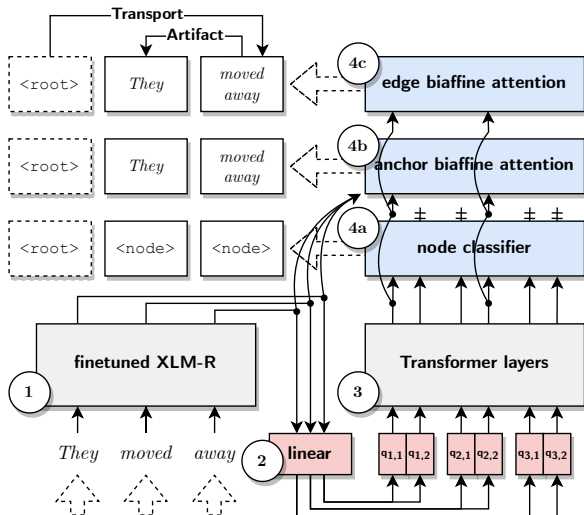 Transport
Artifact
<root>
They
moved
away
4c
edge biaffine attention
<root>
They
moved
away
4b
anchor biaffine attention
<root>
<node>
<node>
4a
node classifier
finetuned XLM-R
1
Transformer layers
3
They
moved
away
2
linear
q1,1
q1,2
q2,1
q2,2
q3,1
q3,2